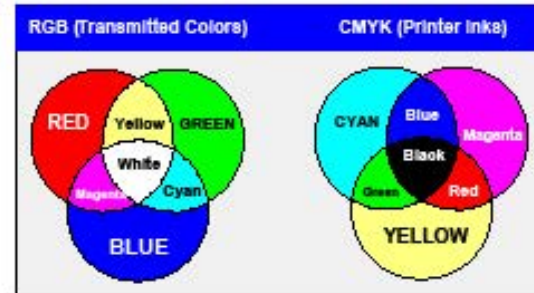 RGB (Transmitted Colors)
RED
Yellow
GREEN
White
Magenta
Cyan
BLUE
CMYK (Printer Inks)
CYAN
Blue
Magenta
Black
Green
Red
YELLOW